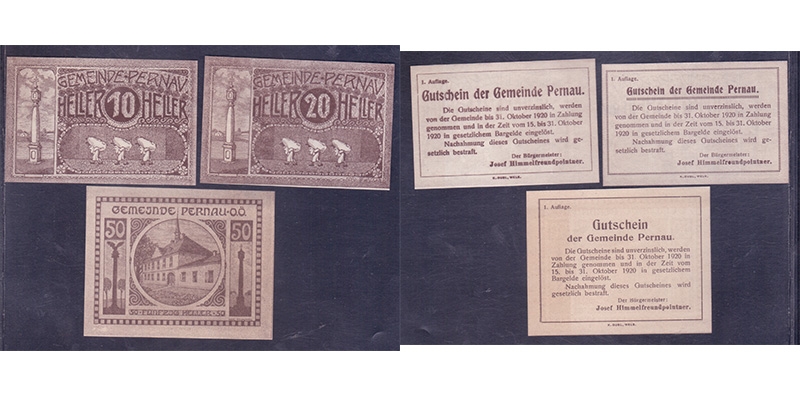 GEMEINDE·PERNAU
HELLER 10 HELLER
GEMEINDE·PERNAU
HELLER 20 HELLER
GEMEINDE PERNAU·O.Ö.
50 50
50 FÜNFZIG HELLER 50
1. Auflage.
Gutschein der Gemeinde Pernau.
Die Gutscheine sind unverzinslich, werden
von der Gemeinde bis 31. Oktober 1920 in Zahlung
genommen und in der Zeit vom 15. bis 31. Oktober
1920 in gesetzlichem Bargelde eingelöst.
Nachahmung dieses Gutscheines wird ge-
setzlich bestraft.
Der Bürgermeister:
Josef Himmelfreundpointner.
1. Auflage.
Gutschein der Gemeinde Pernau.
Die Gutscheine sind unverzinslich, werden
von der Gemeinde bis 31. Oktober 1920 in Zahlung
genommen und in der Zeit vom 15. bis 31. Oktober
1920 in gesetzlichem Bargelde eingelöst.
Nachahmung dieses Gutscheines wird ge-
setzlich bestraft.
Der Bürgermeister:
Josef Himmelfreundpointner.
1. Auflage.
Gutschein
der Gemeinde Pernau.
Die Gutscheine sind unverzinslich, werden
von der Gemeinde bis 31. Oktober 1920 in
Zahlung genommen und in der Zeit vom
15. bis 31. Oktober 1920 in gesetzlichem
Bargelde eingelöst.
Nachahmung dieses Gutscheines wird
gesetzlich bestraft.
Der Bürgermeister:
Josef Himmelfreundpointner.